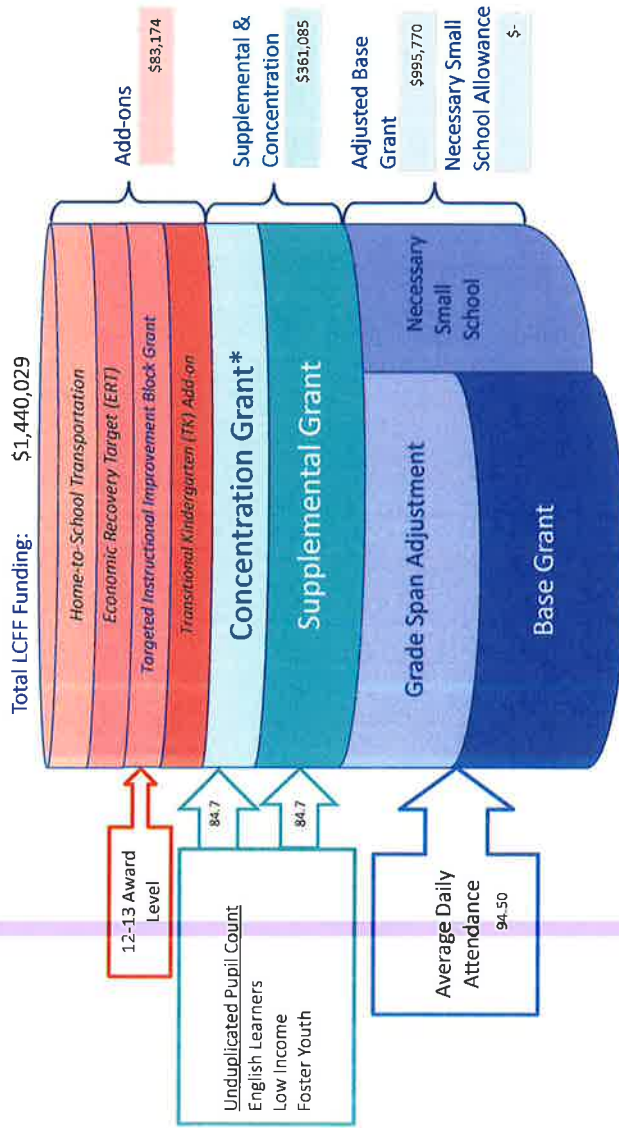 Total LCFF Funding: $1,440,029
Home-to-School Transportation
Economic Recovery Target (ERT)
Targeted Instructional Improvement Block Grant
Transitional Kindergarten (TK) Add-on
Concentration Grant*
Supplemental Grant
Grade Span Adjustment
Necessary
Small
School
Base Grant
12-13 Award
Level
Unduplicated Pupil Count
English Learners
Low Income
Foster Youth
84.7
84.7
Average Daily
Attendance
94.50
Add-ons
$83,174
Supplemental &
Concentration
$361,085
Adjusted Base
Grant
$995,770
Necessary Small
School Allowance
$-